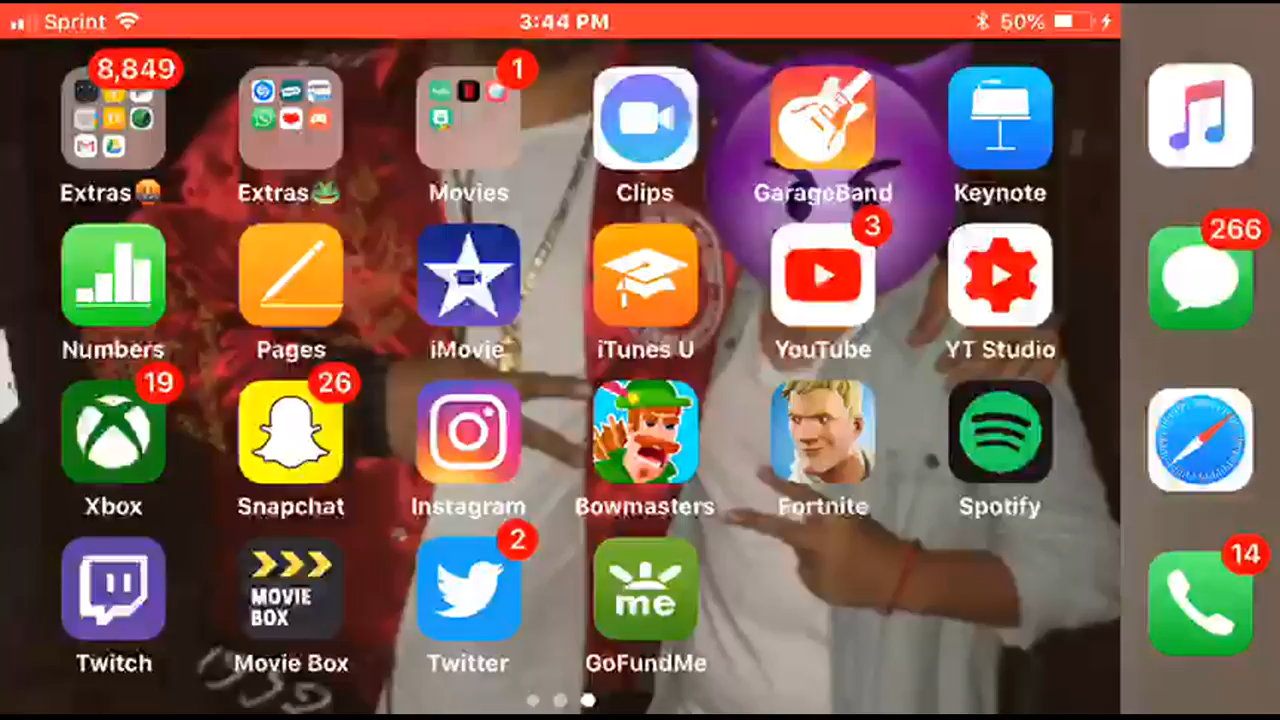 Sprint 3:44 PM 50%
8,849 1
Extras Extras Movies Clips GarageBand Keynote
3 266
Numbers Pages iMovie iTunes U YouTube YT Studio
19 26
Xbox Snapchat Instagram Bowmasters Fortnite Spotify
2 14
MOVIE
BOX
me
Twitch Movie Box Twitter GoFundMe